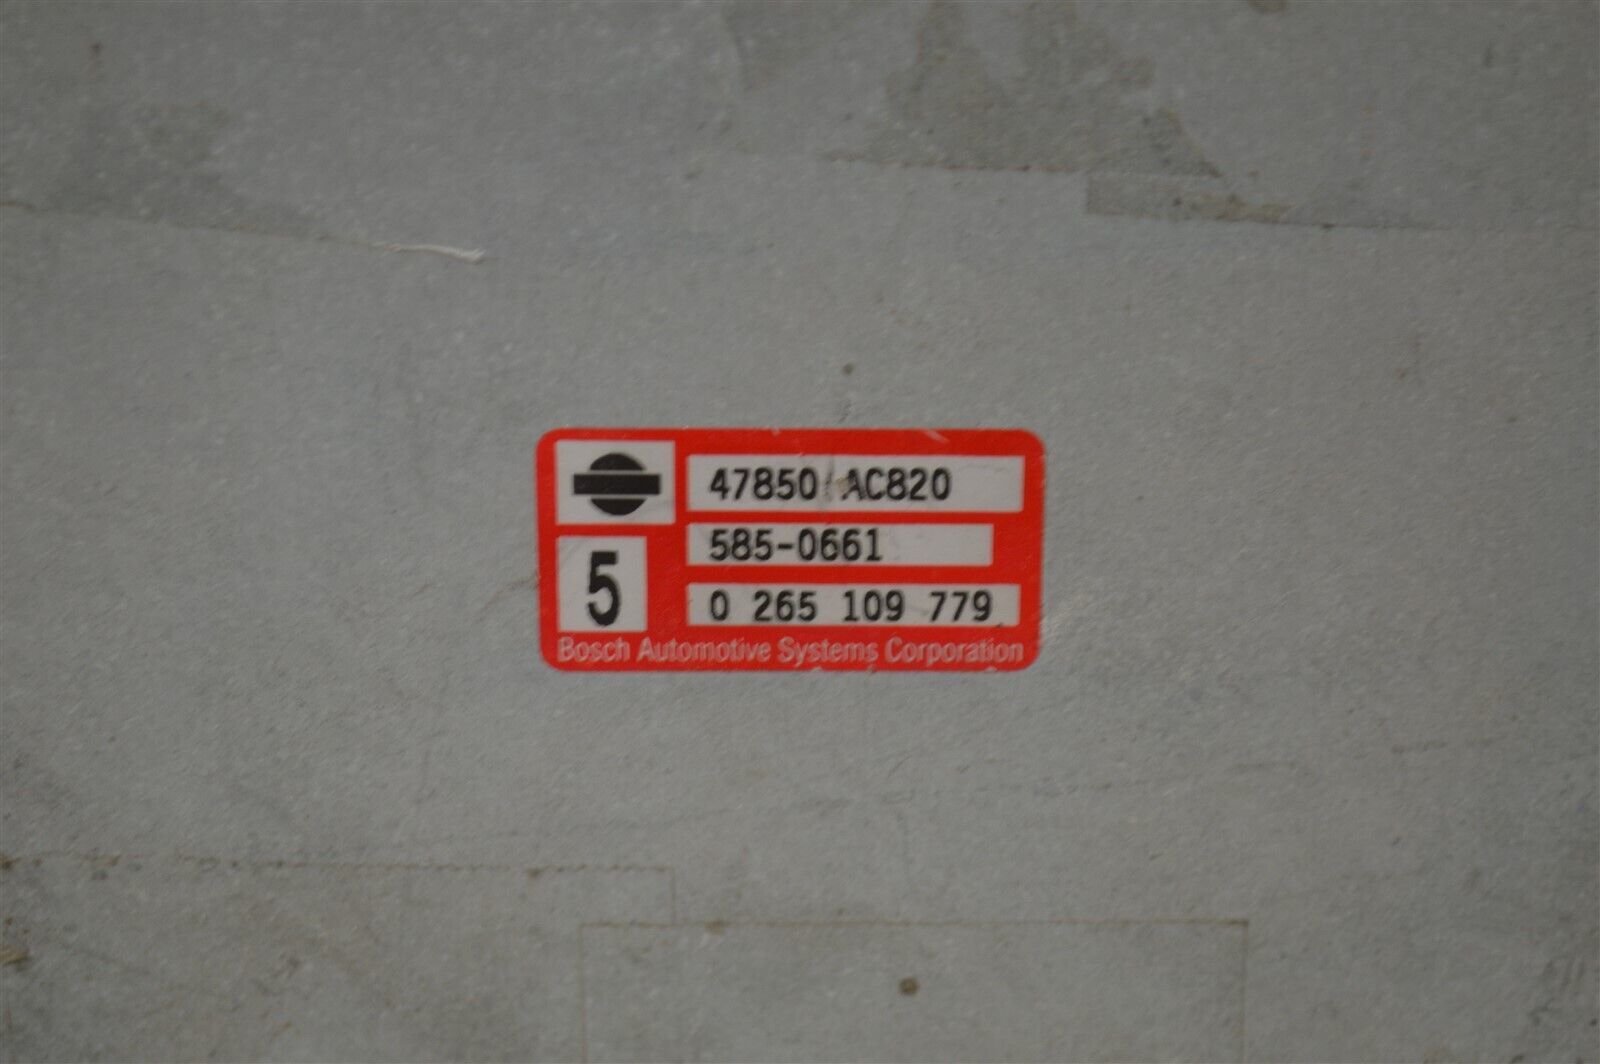 47850 AC820
585-0661
5
0 265 109 779
Bosch Automotive Systems Corporation